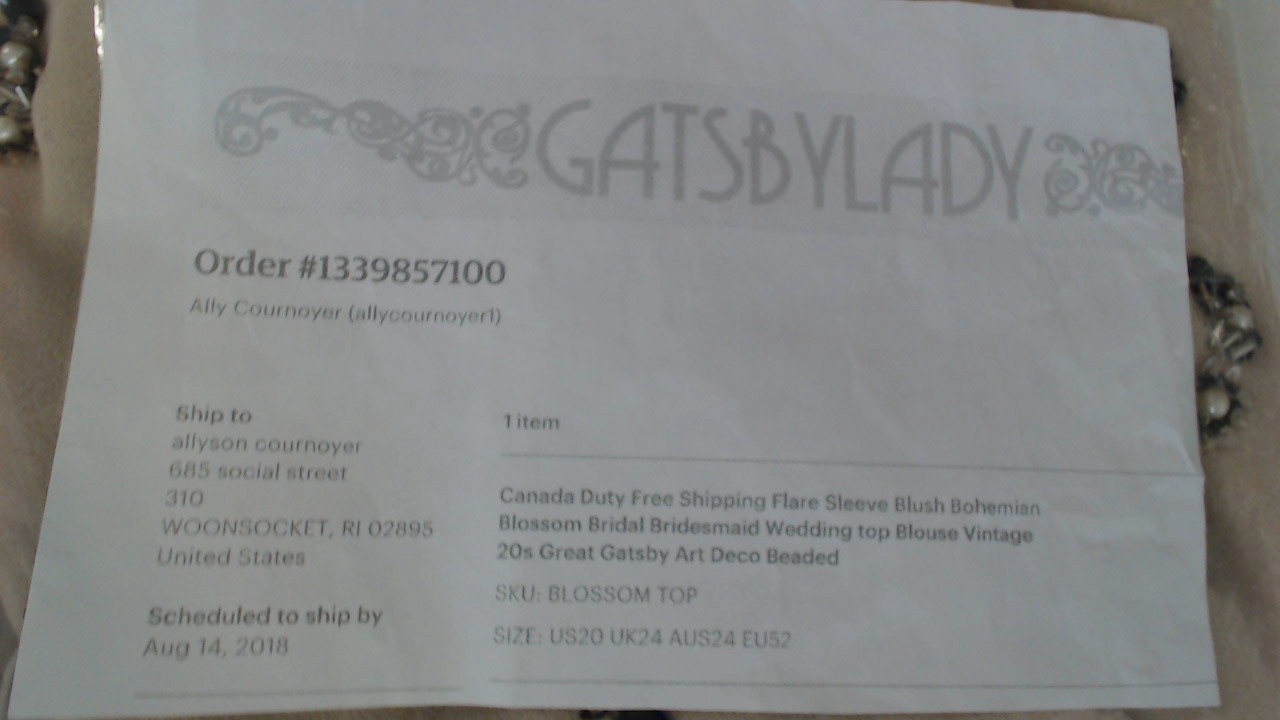 GATSBYLADY
Order #1339857100
Ally Cournoyer (allycournoyer1)
Ship to
allyson cournoyer
685 social street
310
WOONSOCKET, RI 02895
United States
Scheduled to ship by
Aug 14, 2018
1 item
Canada Duty Free Shipping Flare Sleeve Blush Bohemian
Blossom Bridal Bridesmaid Wedding top Blouse Vintage
20s Great Gatsby Art Deco Beaded
SKU: BLOSSOM TOP
SIZE: US20 UK24 AUS24 EU52